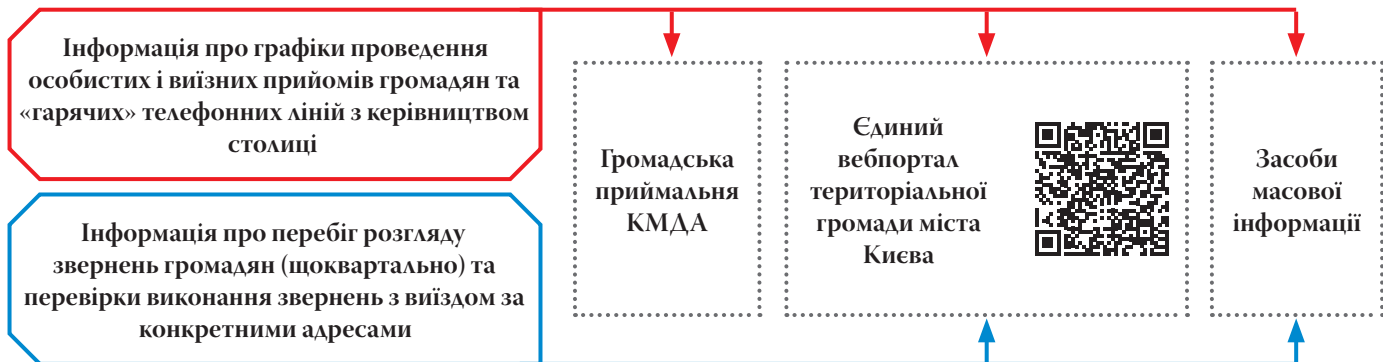 Інформація про графіки проведення
особистих і виїзних прийомів громадян та
«гарячих» телефонних ліній з керівництвом
столиці
Інформація про перебіг розгляду
звернень громадян (щоквартально) та
перевірки виконання звернень з виїздом за
конкретними адресами
Громадська
приймальня
КМДА
Єдиний
вебпортал
територіальної
громади міста
Києва
Засоби
масової
інформації